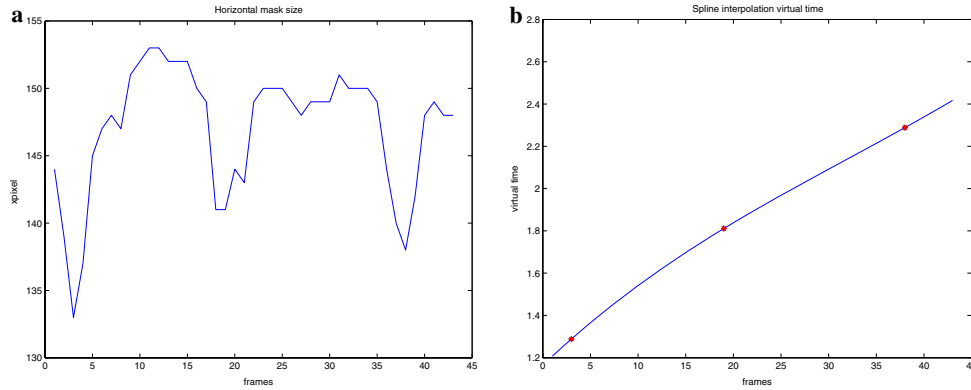 a
Horizontal mask size
155
150
145
140
135
130
xpixel
0 5 10 15 20 25 30 35 40 45
frames
b
Spline interpolation virtual time
2.8
2.6
2.4
2.2
2
1.8
1.6
1.4
1.2
virtual time
0 5 10 15 20 25 30 35 40 45
frames